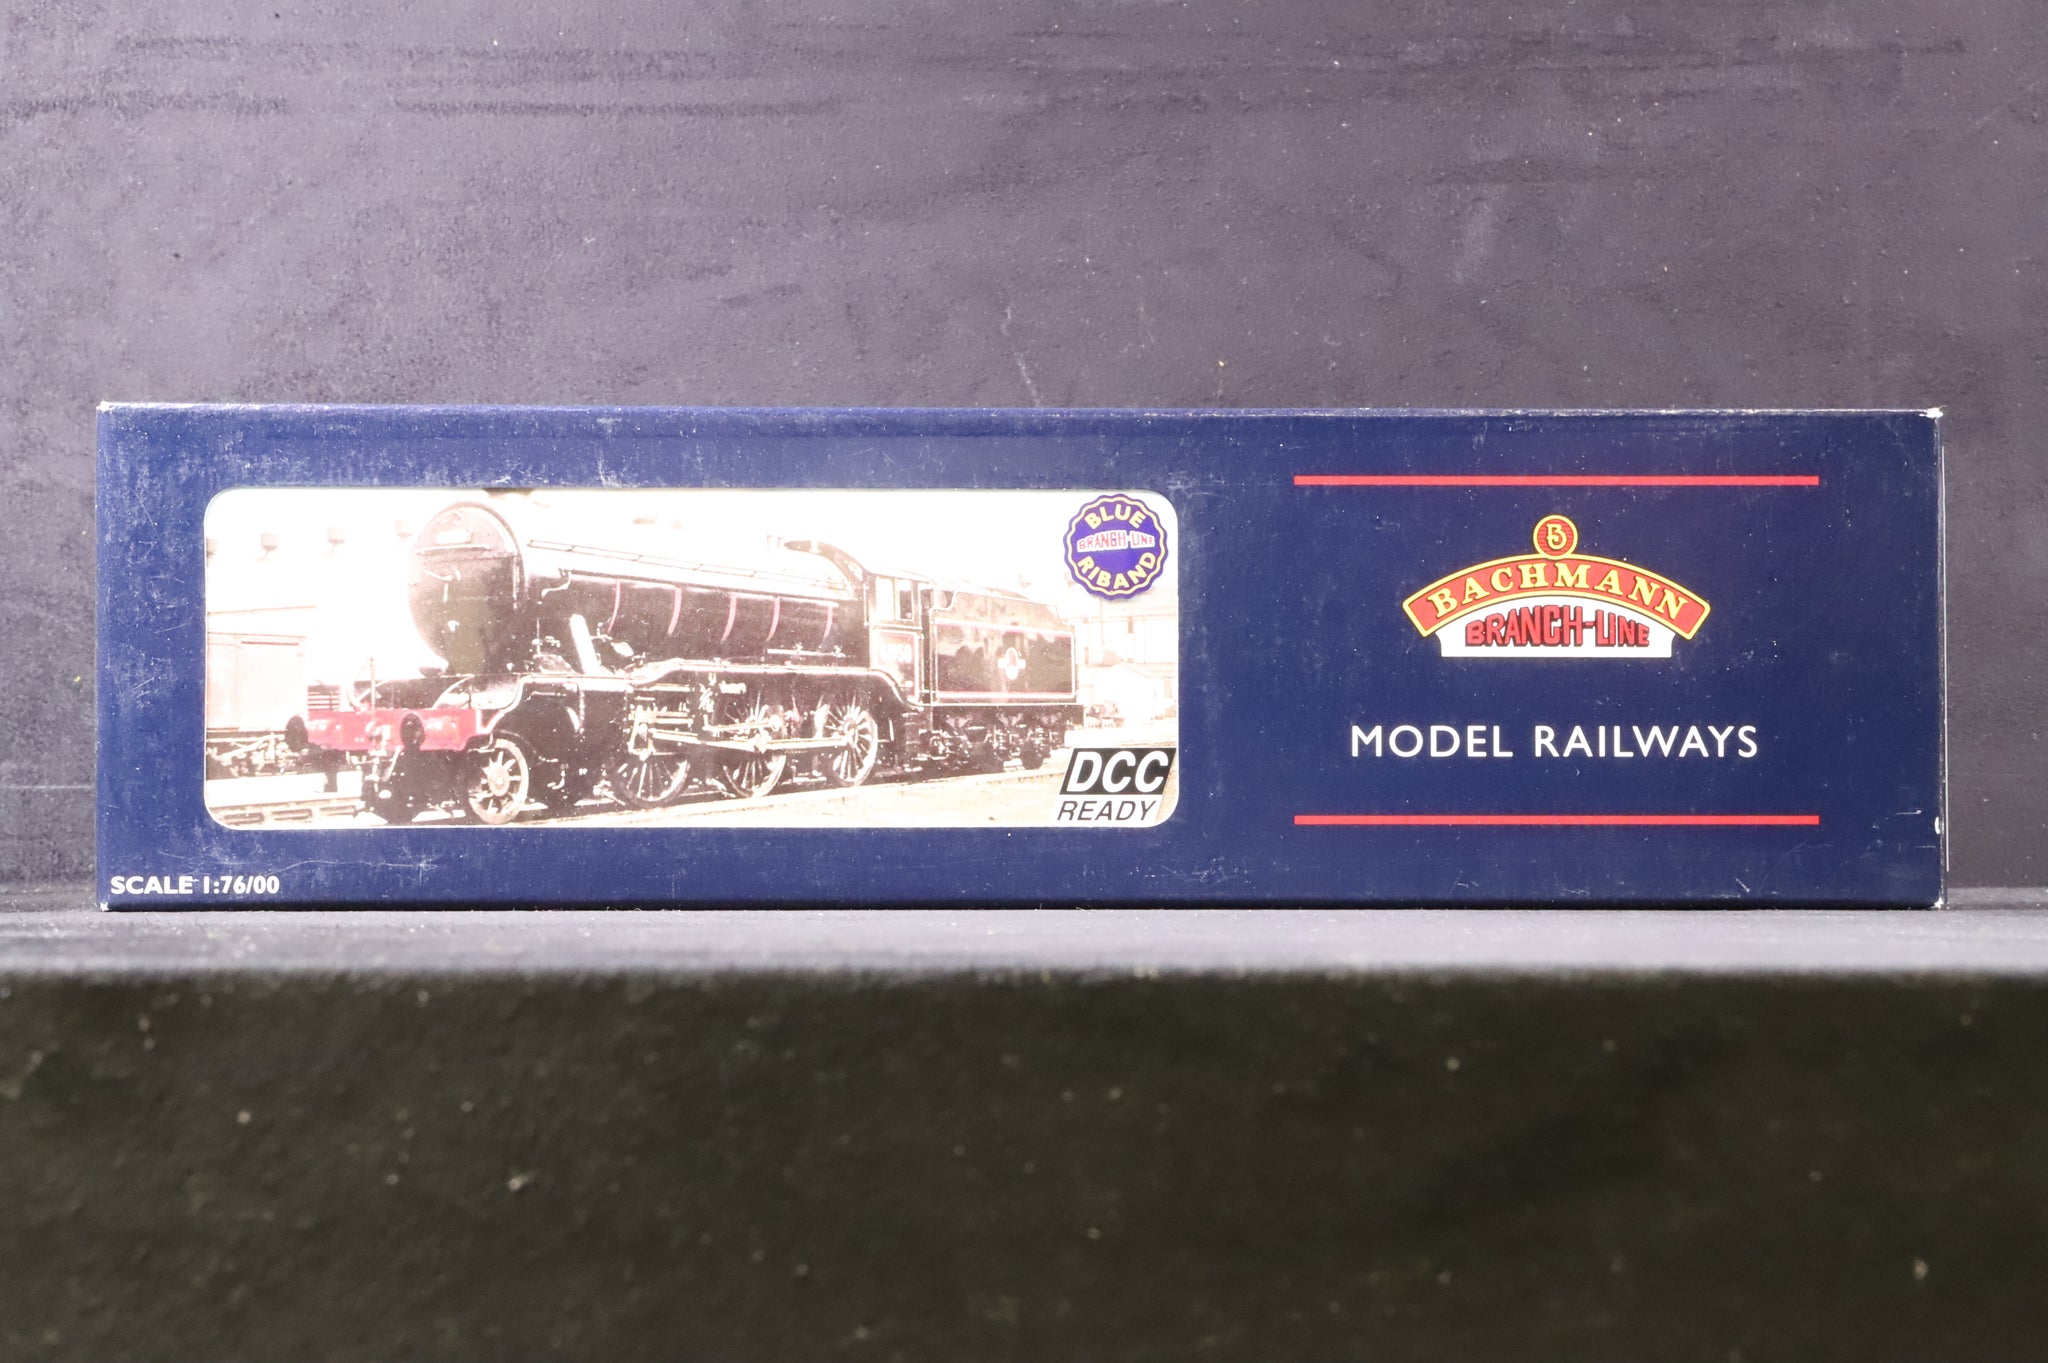 BLUE
BRANCH-LINE
RIBAND
DCC
READY
SCALE 1:76/00
B
BACHMANN
BRANCH-LINE
MODEL RAILWAYS